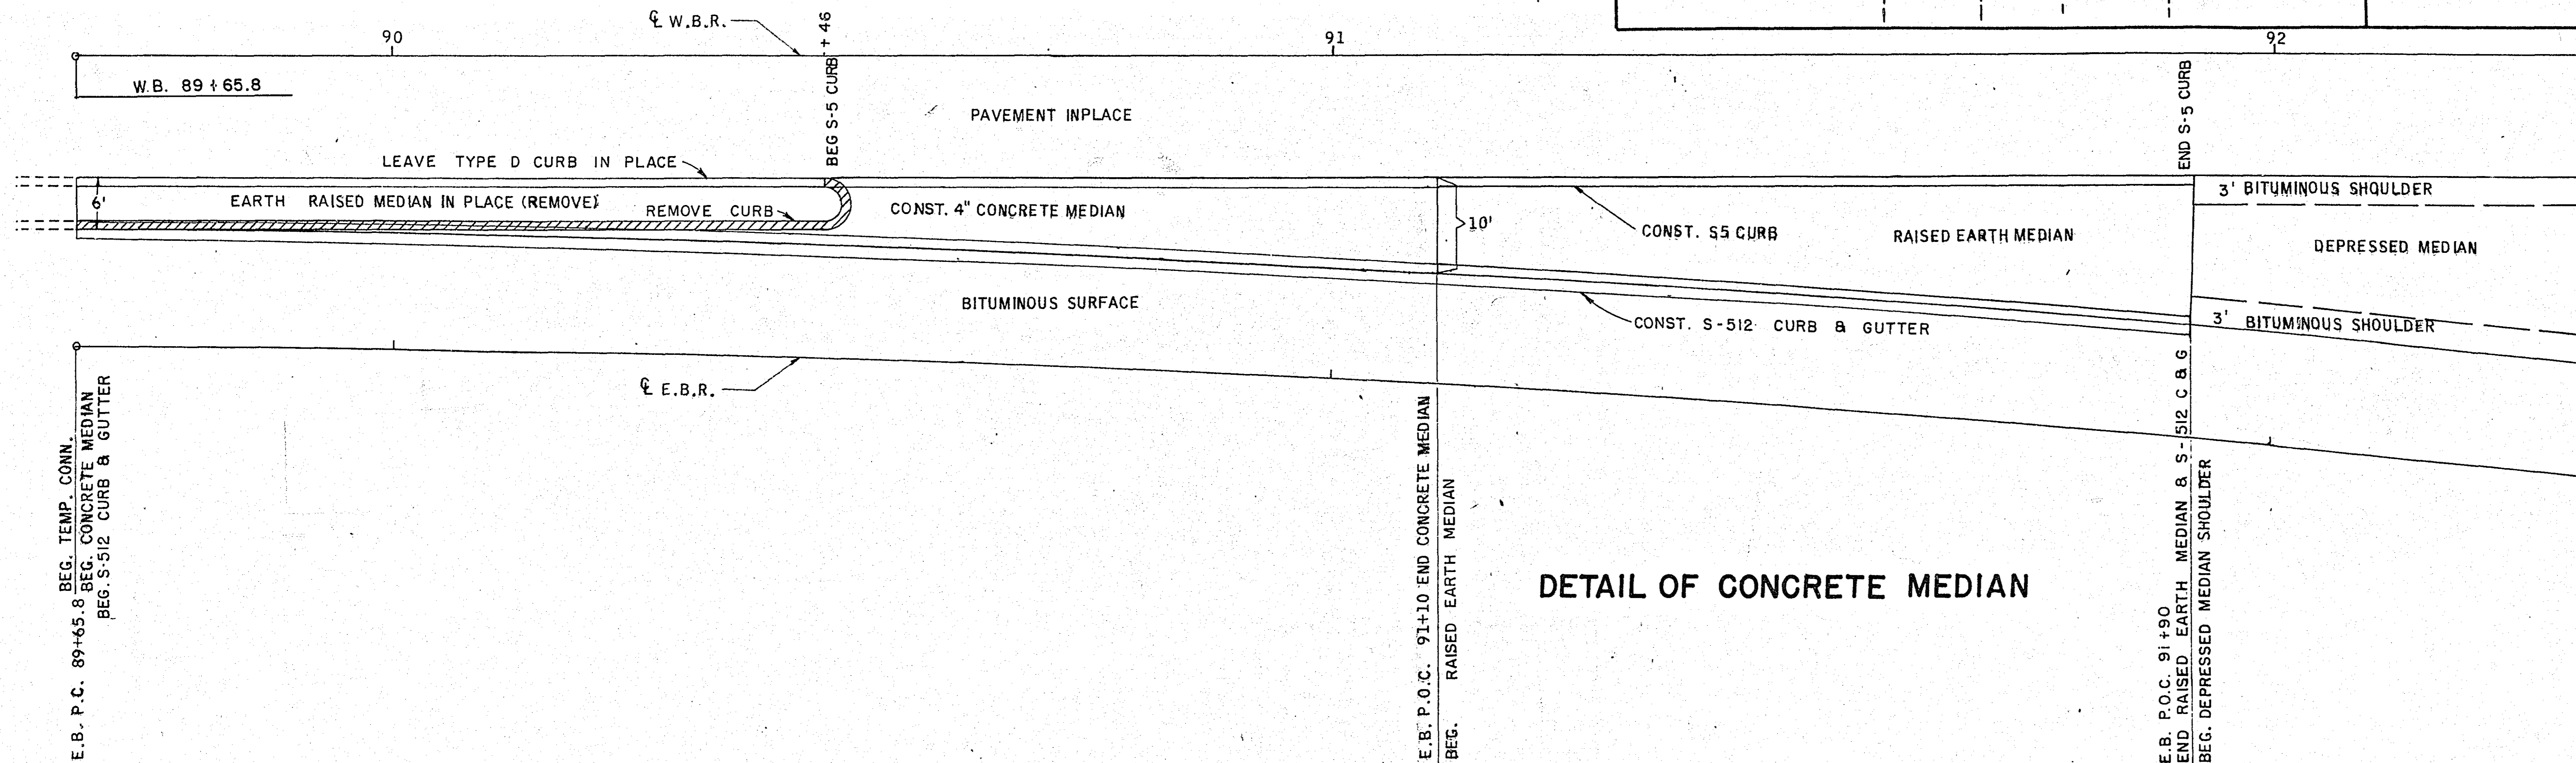 ℄ W.B.R.
90
+ 46
91
92
W.B. 89+65.8
BEG S-5 CURB
PAVEMENT INPLACE
END S-5 CURB
LEAVE TYPE D CURB IN PLACE
6'
EARTH RAISED MEDIAN IN PLACE (REMOVE)
REMOVE CURB
CONST. 4" CONCRETE MEDIAN
10'
CONST. S5 CURB
RAISED EARTH MEDIAN
3' BITUMINOUS SHOULDER
DEPRESSED MEDIAN
BITUMINOUS SURFACE
CONST. S-512 CURB & GUTTER
3' BITUMINOUS SHOULDER
℄ E.B.R.
BEG. TEMP. CONN.
E.B. P.C. 89+65.8 BEG. CONCRETE MEDIAN
BEG. S-512 CURB & GUTTER
E.B. P.O.C. 91+10 END CONCRETE MEDIAN
BEG. RAISED EARTH MEDIAN
DETAIL OF CONCRETE MEDIAN
E.B. P.O.C. 91+90
END RAISED EARTH MEDIAN & S-512 C & G
BEG. DEPRESSED MEDIAN SHOULDER